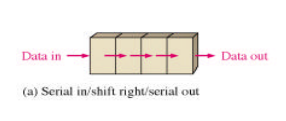 Data in
Data out
(a) Serial in/shift right/serial out